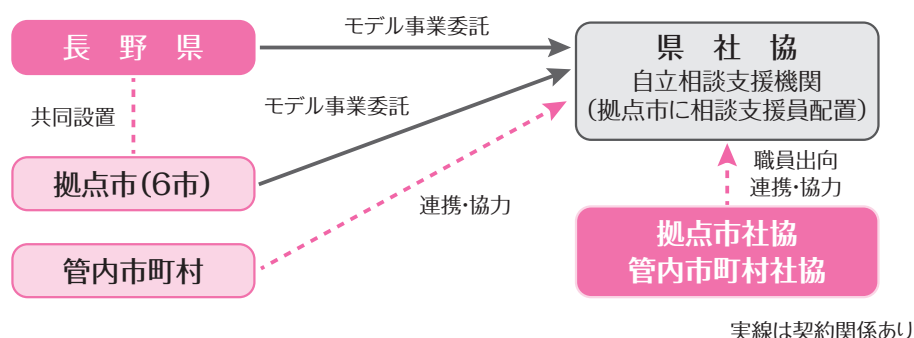 モデル事業委託
長野県
県社協
自立相談支援機関
(拠点市に相談支援員配置)
共同設置
モデル事業委託
拠点市(6市)
連携・協力
職員出向
連携・協力
管内市町村
拠点市社協
管内市町村社協
実線は契約関係あり